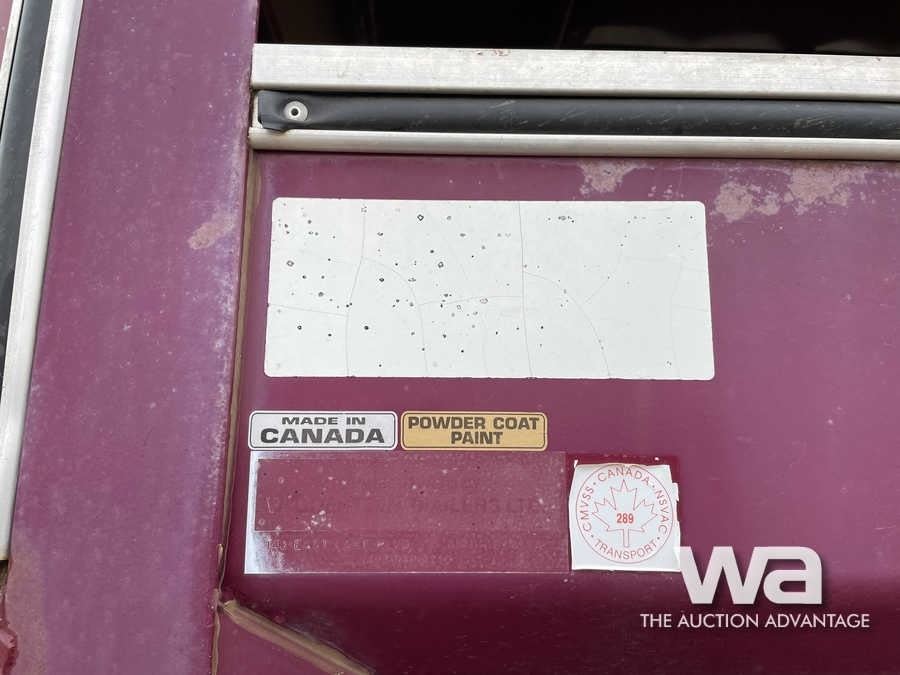 MADE IN
CANADA
POWDER COAT
PAINT
CMVSS · CANADA · NSVAC
289
· TRANSPORT ·
wa
THE AUCTION ADVANTAGE